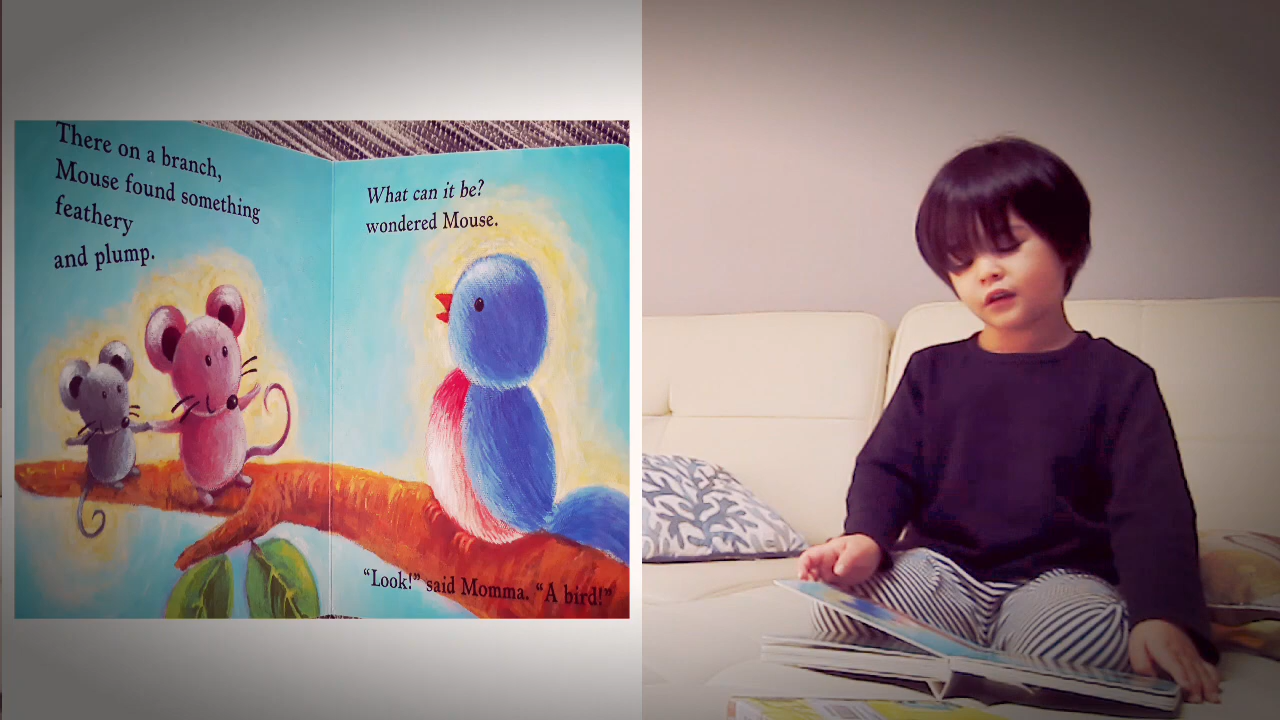 There on a branch,
Mouse found something
feathery
and plump.
What can it be?
wondered Mouse.
“Look!” said Momma. “A bird!”